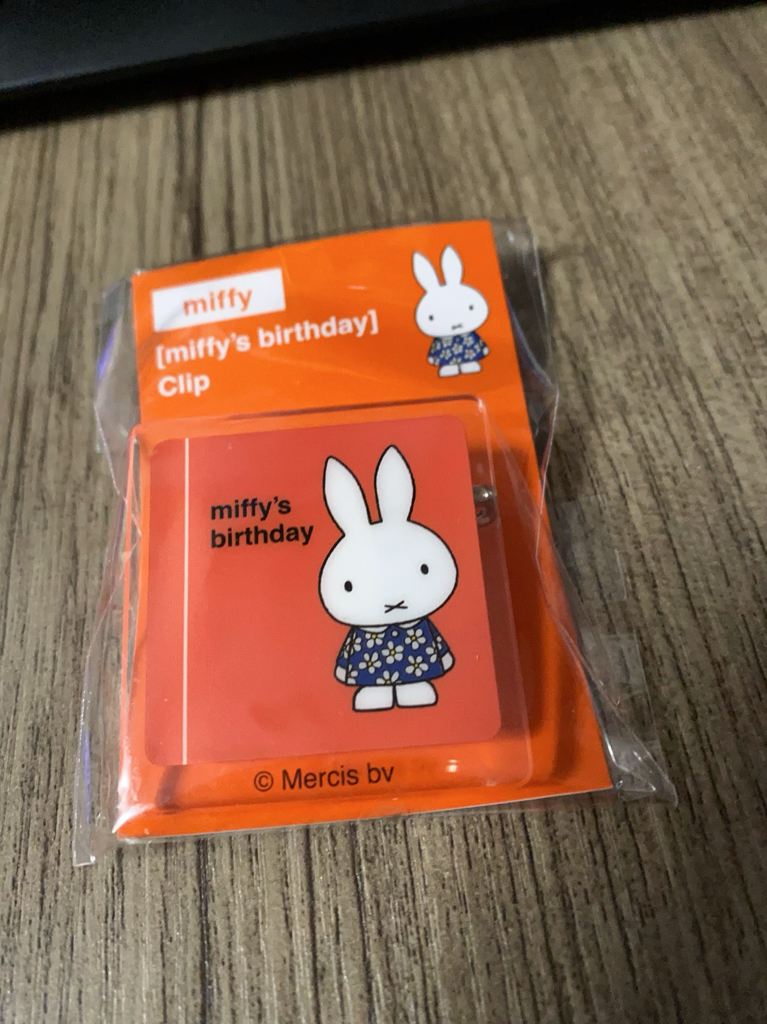 miffy
[miffy's birthday]
Clip
miffy's
birthday
© Mercis bv